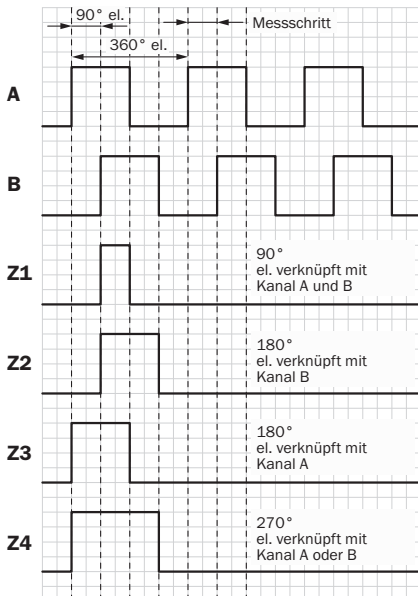 90° el.
Messschritt
360° el.
A
B
Z1
90°
el. verknüpft mit
Kanal A und B
Z2
180°
el. verknüpft mit
Kanal B
Z3
180°
el. verknüpft mit
Kanal A
Z4
270°
el. verknüpft mit
Kanal A oder B